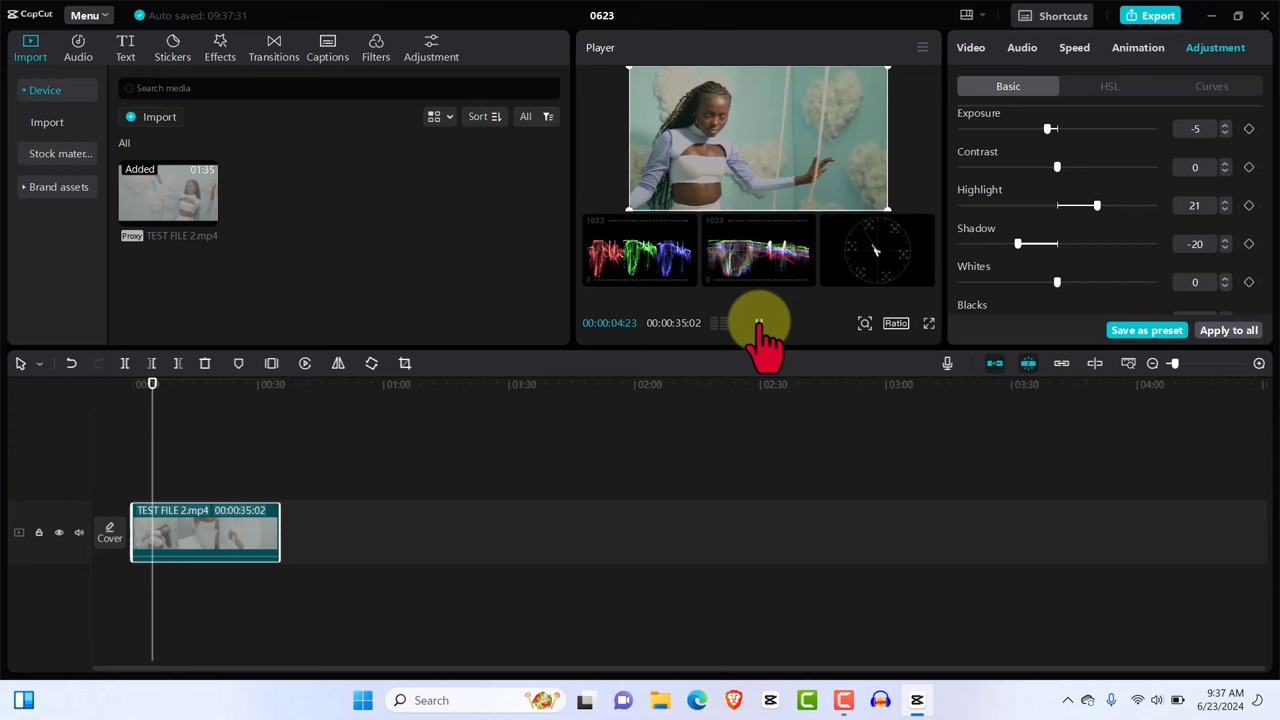 CapCut
Menu
Auto saved: 09:37:31
0623
Shortcuts
Export
Import
Audio
Text
Stickers
Effects
Transitions
Captions
Filters
Adjustment
Device
Import
Stock mater...
Brand assets
Search media
Import
Sort
All
All
Added
01:35
Proxy TEST FILE 2.mp4
Player
1023
1023
00:00:04:23
00:00:35:02
Ratio
Video
Audio
Speed
Animation
Adjustment
Basic
HSL
Curves
Exposure
-5
Contrast
0
Highlight
21
Shadow
-20
Whites
0
Blacks
Save as preset
Apply to all
00:30
01:00
01:30
02:00
02:30
03:00
03:30
04:00
Cover
TEST FILE 2.mp4 00:00:35:02
Search
9:37 AM
6/23/2024